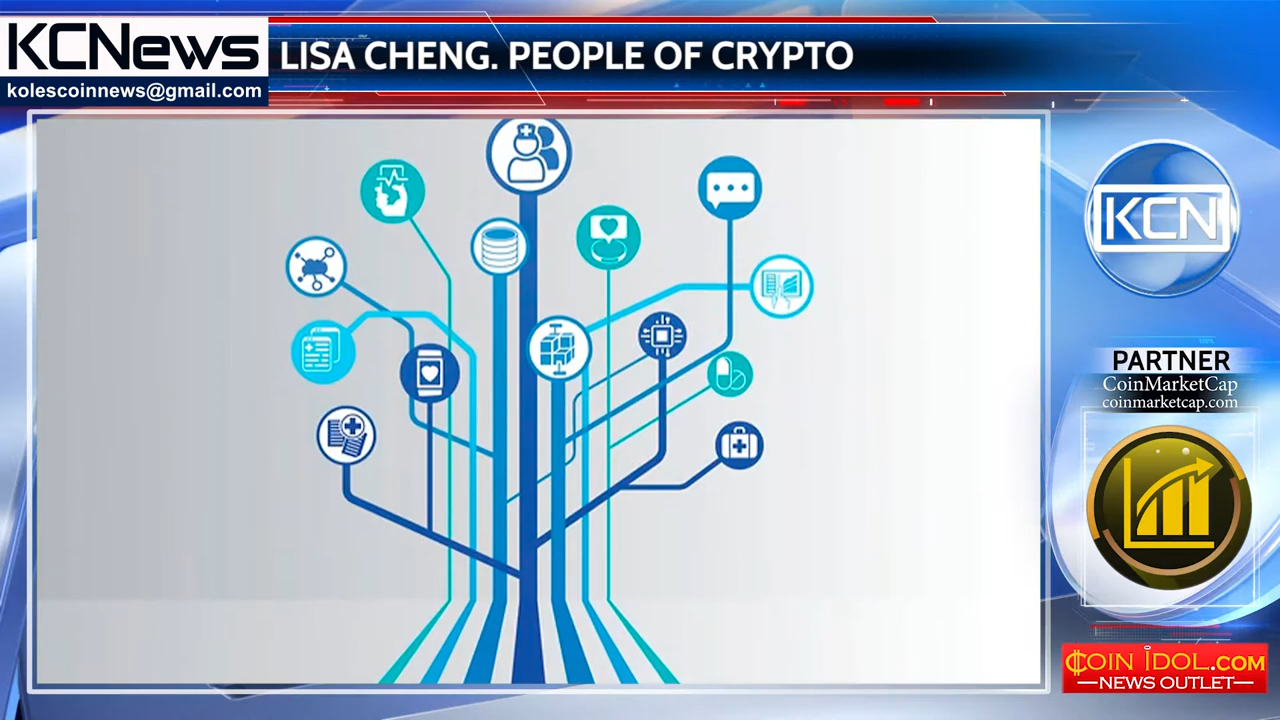 KCNews
kolescoinnews@gmail.com
LISA CHENG. PEOPLE OF CRYPTO
KCN
PARTNER
CoinMarketCap
coinmarketcap.com
COIN IDOL.COM
NEWS OUTLET